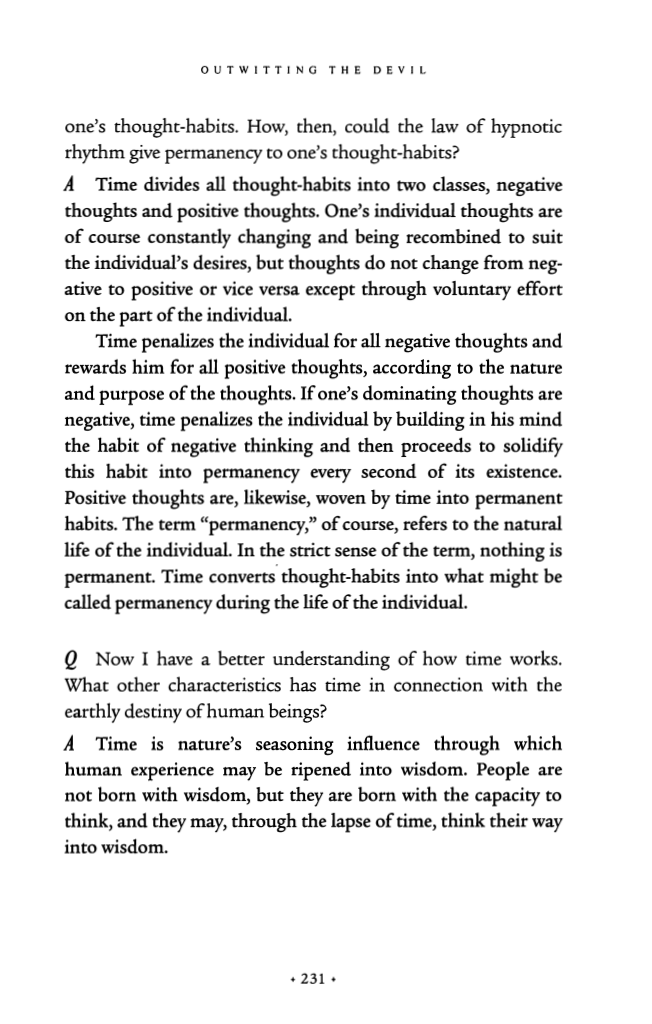 OUTWITTING THE DEVIL
one's thought-habits. How, then, could the law of hypnotic
rhythm give permanency to one's thought-habits?
A Time divides all thought-habits into two classes, negative
thoughts and positive thoughts. One's individual thoughts are
of course constantly changing and being recombined to suit
the individual's desires, but thoughts do not change from neg-
ative to positive or vice versa except through voluntary effort
on the part of the individual.
Time penalizes the individual for all negative thoughts and
rewards him for all positive thoughts, according to the nature
and purpose of the thoughts. If one's dominating thoughts are
negative, time penalizes the individual by building in his mind
the habit of negative thinking and then proceeds to solidify
this habit into permanency every second of its existence.
Positive thoughts are, likewise, woven by time into permanent
habits. The term “permanency,” of course, refers to the natural
life of the individual. In the strict sense of the term, nothing is
permanent. Time converts thought-habits into what might be
called permanency during the life of the individual.
Q Now I have a better understanding of how time works.
What other characteristics has time in connection with the
earthly destiny of human beings?
A Time is nature's seasoning influence through which
human experience may be ripened into wisdom. People are
not born with wisdom, but they are born with the capacity to
think, and they may, through the lapse of time, think their way
into wisdom.
• 231 •